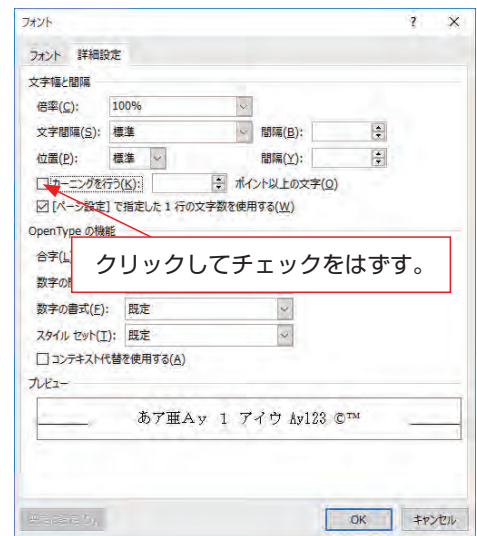 フォント ? ×
フォント 詳細設定
文字幅と間隔
倍率(C): 100%
文字間隔(S): 標準 間隔(B):
位置(P): 標準 間隔(Y):
カーニングを行う(K): ポイント以上の文字(O)
[ページ設定] で指定した 1 行の文字数を使用する(W)
OpenType の機能
合字(L)
クリックしてチェックをはずす。
数字の
数字の書式(F): 既定
スタイル セット(T): 既定
コンテキスト代替を使用する(A)
プレビュー
あア亜Ay 1 アイウ Ay123 ©™
OK キャンセル